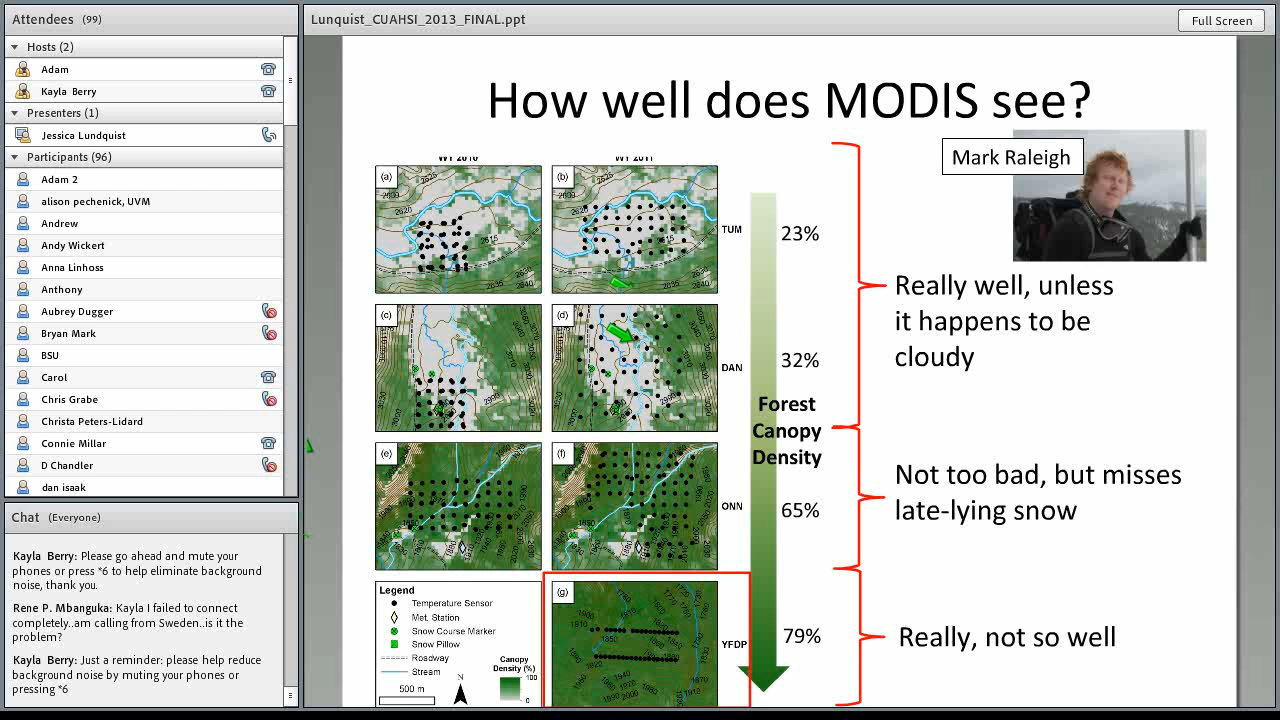 Attendees (99)
Hosts (2)
Adam
Kayla Berry
Presenters (1)
Jessica Lundquist
Participants (96)
Adam 2
alison pechenick, UVM
Andrew
Andy Wickert
Anna Linhoss
Anthony
Aubrey Dugger
Bryan Mark
BSU
Carol
Chris Grabe
Christa Peters-Lidard
Connie Millar
D Chandler
dan isaak
Chat (Everyone)
Kayla Berry: Please go ahead and mute your
phones or press *6 to help eliminate background
noise, thank you.
Rene P. Mbanguka: Kayla I failed to connect
completely..am calling from Sweden..is it the
problem?
Kayla Berry: Just a reminder: please help reduce
background noise by muting your phones or
pressing *6
Lunquist_CUAHSI_2013_FINAL.ppt
Full Screen
How well does MODIS see?
Mark Raleigh
WY 2010 WY 2011
(a) (b) TUM 23%
(c) (d) DAN 32%
Forest
Canopy
Density
(e) (f) ONN 65%
(g) YFDP 79%
Legend
Temperature Sensor
Met. Station
Snow Course Marker
Snow Pillow
Roadway
Stream
500 m
N
Canopy
Density (%)
100
0
Really well, unless
it happens to be
cloudy
Not too bad, but misses
late-lying snow
Really, not so well